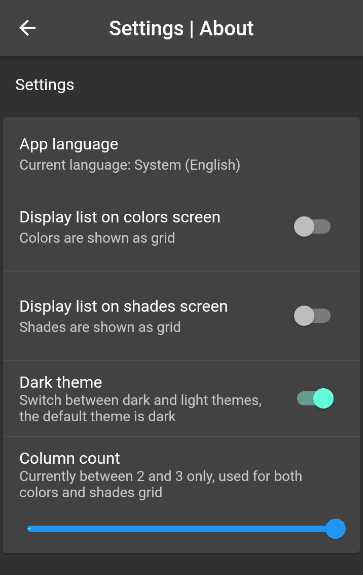 Settings | About
Settings
App language
Current language: System (English)
Display list on colors screen
Colors are shown as grid
Display list on shades screen
Shades are shown as grid
Dark theme
Switch between dark and light themes,
the default theme is dark
Column count
Currently between 2 and 3 only, used for both
colors and shades grid